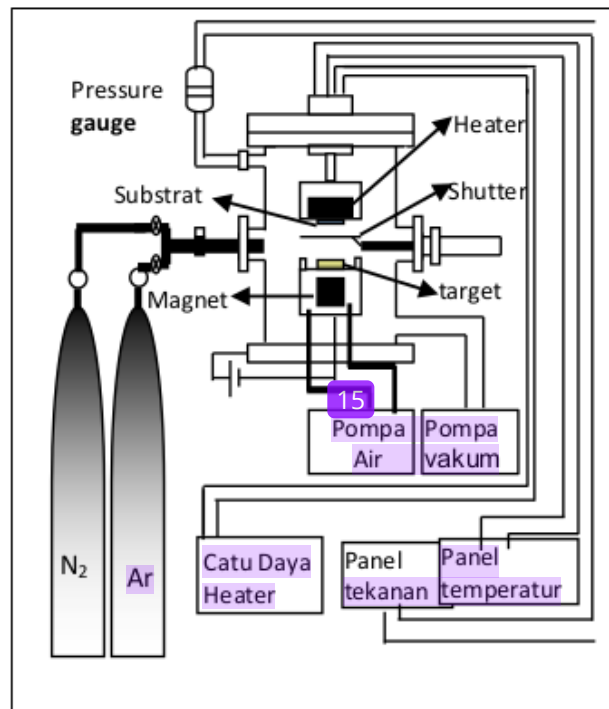 Pressure
gauge
Heater
Substrat
Shutter
Magnet
target
15
Pompa
Air
Pompa
vakum
N2
Ar
Catu Daya
Heater
Panel
tekanan
Panel
temperatur